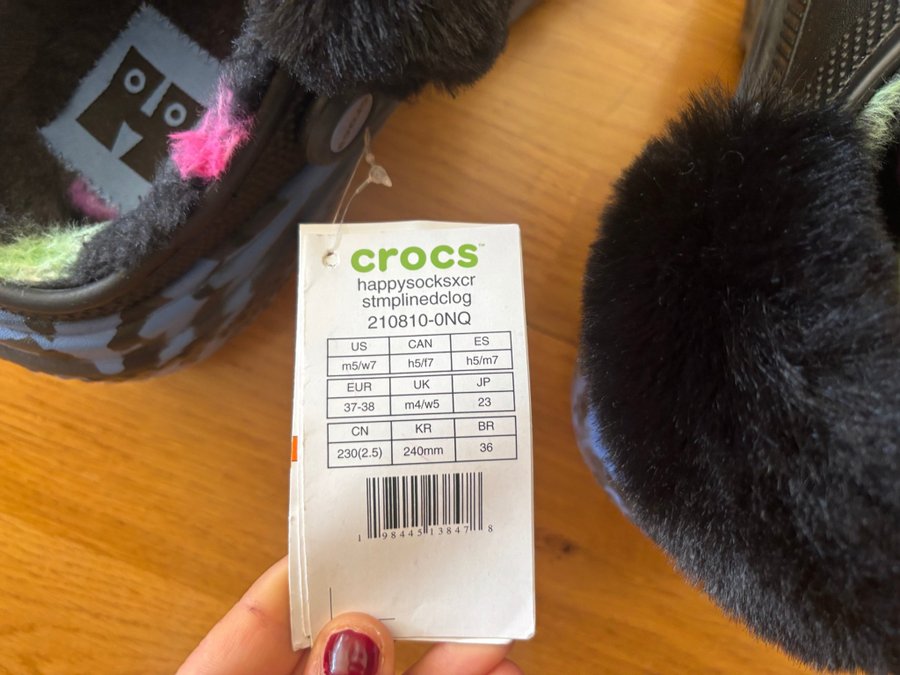 crocs™
happysocksxcr
stmplinedclog
210810-0NQ
US CAN ES
m5/w7 h5/f7 h5/m7
EUR UK JP
37-38 m4/w5 23
CN KR BR
230(2.5) 240mm 36
1 98445 13847 8